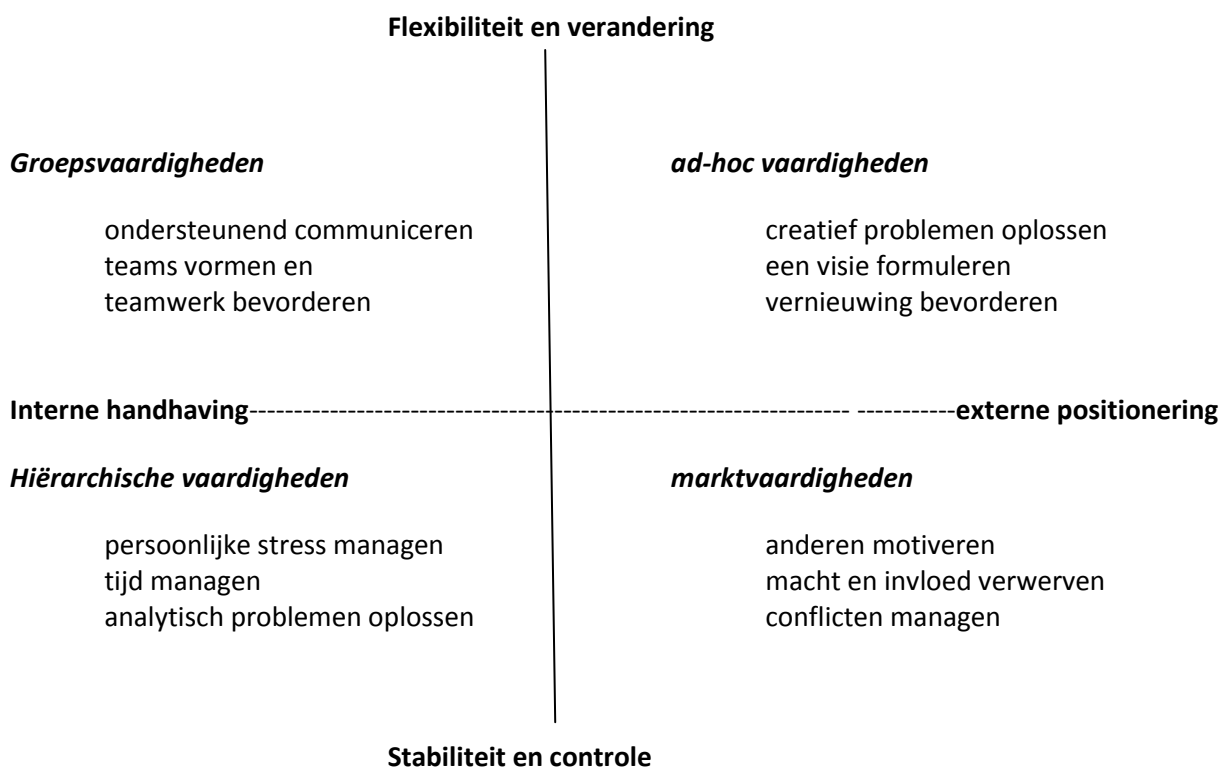 Flexibiliteit en verandering
Groepsvaardigheden
ondersteunend communiceren
teams vormen en
teamwerk bevorderen
ad-hoc vaardigheden
creatief problemen oplossen
een visie formuleren
vernieuwing bevorderen
Interne handhaving------------------------------------------------------------------- -----------externe positionering
Hiërarchische vaardigheden
persoonlijke stress managen
tijd managen
analytisch problemen oplossen
marktvaardigheden
anderen motiveren
macht en invloed verwerven
conflicten managen
Stabiliteit en controle